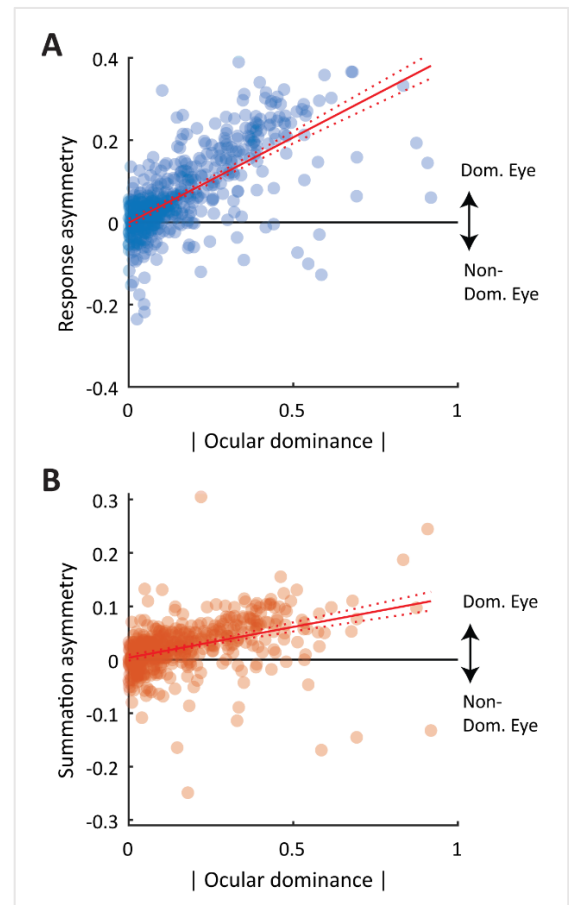 A
0.4
0.2
0
-0.2
-0.4
Response asymmetry
0
0.5
1
| Ocular dominance |
Dom. Eye
Non-
Dom. Eye
B
0.3
0.2
0.1
0
-0.1
-0.2
-0.3
Summation asymmetry
0
0.5
1
| Ocular dominance |
Dom. Eye
Non-
Dom. Eye